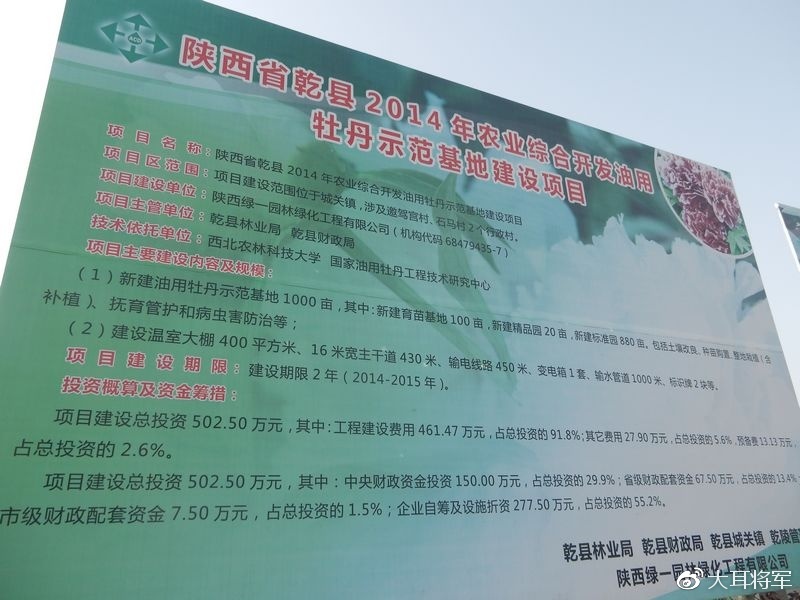 ACD
陕西省乾县2014年农业综合开发油用
牡丹示范基地建设项目
项目名称:陕西省乾县2014年农业综合开发油用牡丹示范基地建设项目
项目区范围:项目建设范围位于城关镇,涉及邀驾宫村、石马村2个行政村。
项目建设单位:陕西绿一园林绿化工程有限公司(机构代码68479435-7)
项目主管单位:乾县林业局 乾县财政局
技术依托单位:西北农林科技大学 国家油用牡丹工程技术研究中心
项目主要建设内容及规模:
(1)新建油用牡丹示范基地1000亩,其中:新建育苗基地100亩,新建精品园20亩,新建标准园880亩。包括土壤改良、种苗购置、整地栽植(含
补植)、抚育管护和病虫害防治等;
(2)建设温室大棚400平方米、16米宽主干道430米、输电线路450米、变电箱1套、输水管道1000米、标识牌2块等。
项目建设期限:建设期限2年(2014-2015年)。
投资概算及资金筹措:
项目建设总投资502.50万元,其中:工程建设费用461.47万元,占总投资的91.8%;其它费用27.90万元,占总投资的5.6%,预备费13.13万元,
占总投资的2.6%。
项目建设总投资502.50万元,其中:中央财政资金投资150.00万元,占总投资的29.9%;省级财政配套资金67.50万元,占总投资的13.4%
市级财政配套资金7.50万元,占总投资的1.5%;企业自筹及设施折资277.50万元,占总投资的55.2%。
乾县林业局 乾县财政局 乾县城关镇 乾陵管
陕西绿一园林绿化工程有限公司
大耳将军